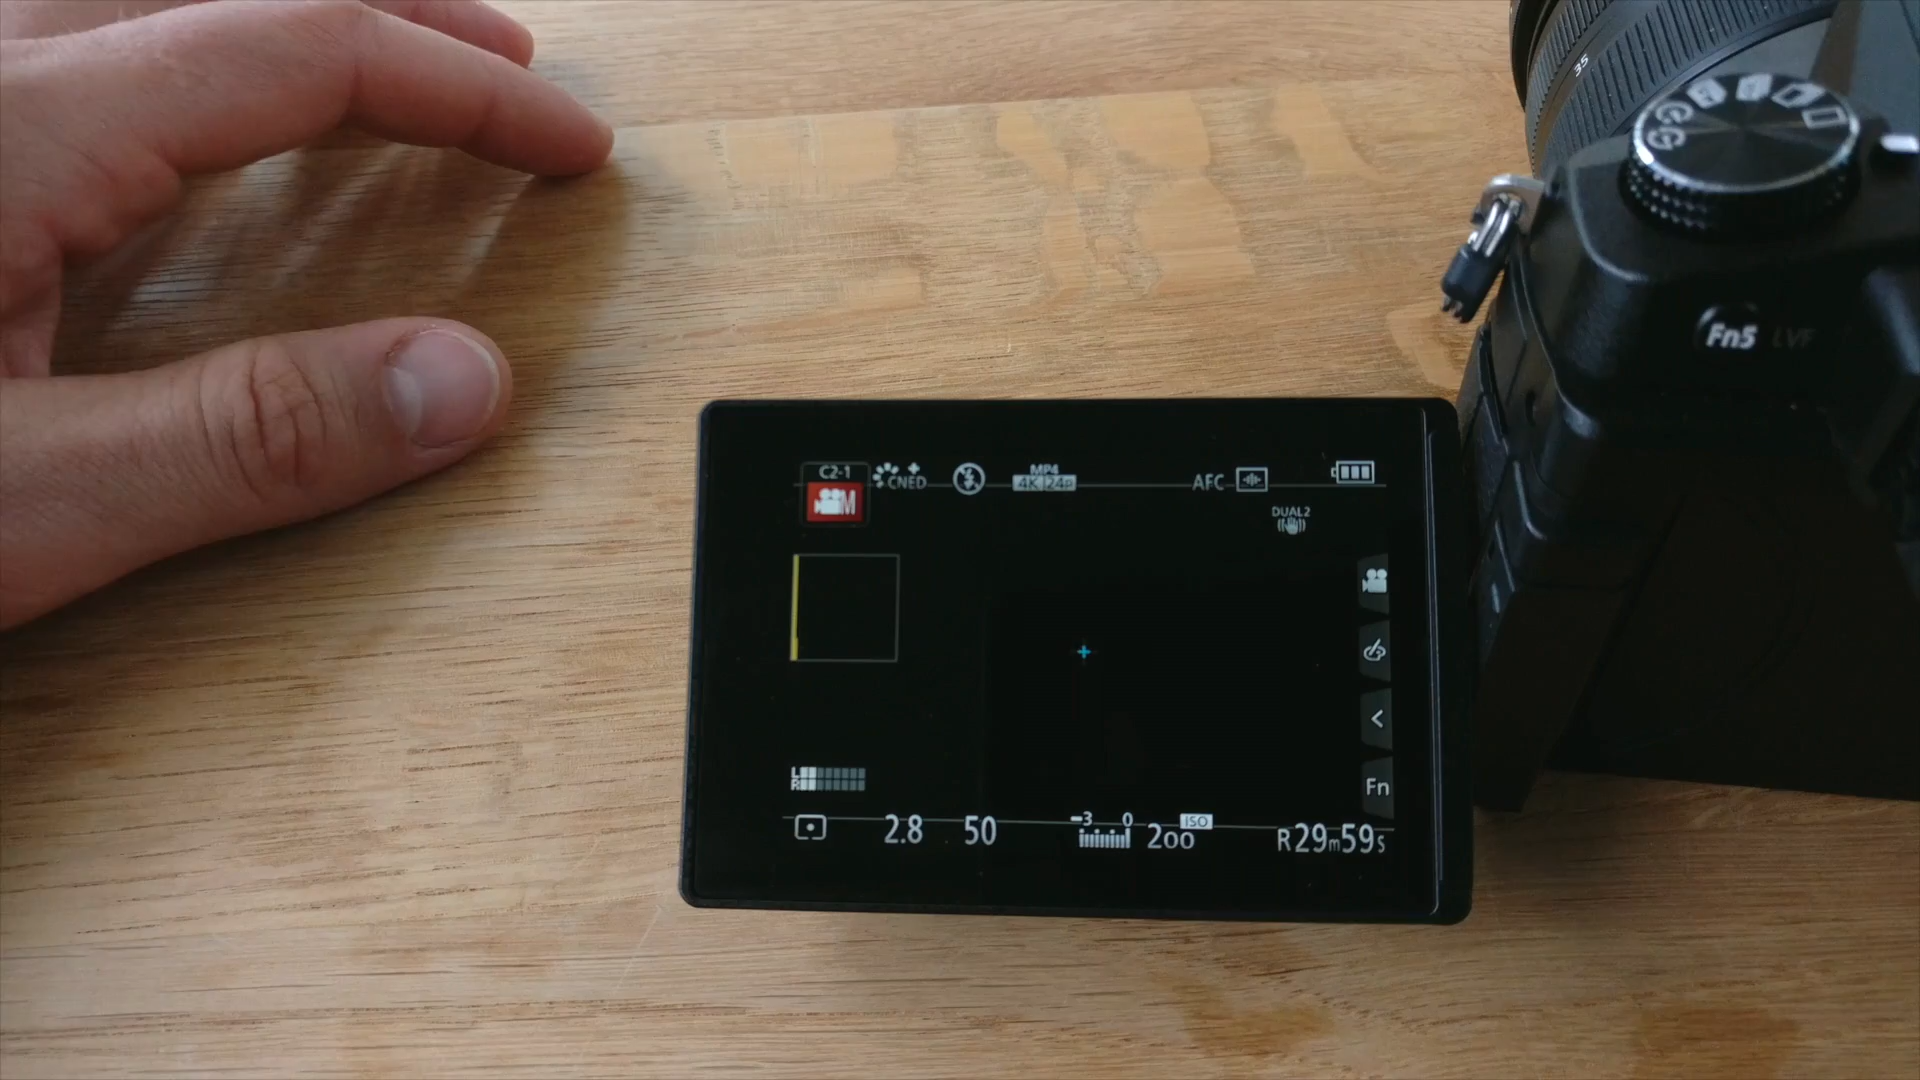 35
Fn5 LVF
C2-1
M
CNED
MP4
4K 24p
AFC
DUAL2
L
R
Fn
2.8 50 -3 0 200 ISO R29m59s